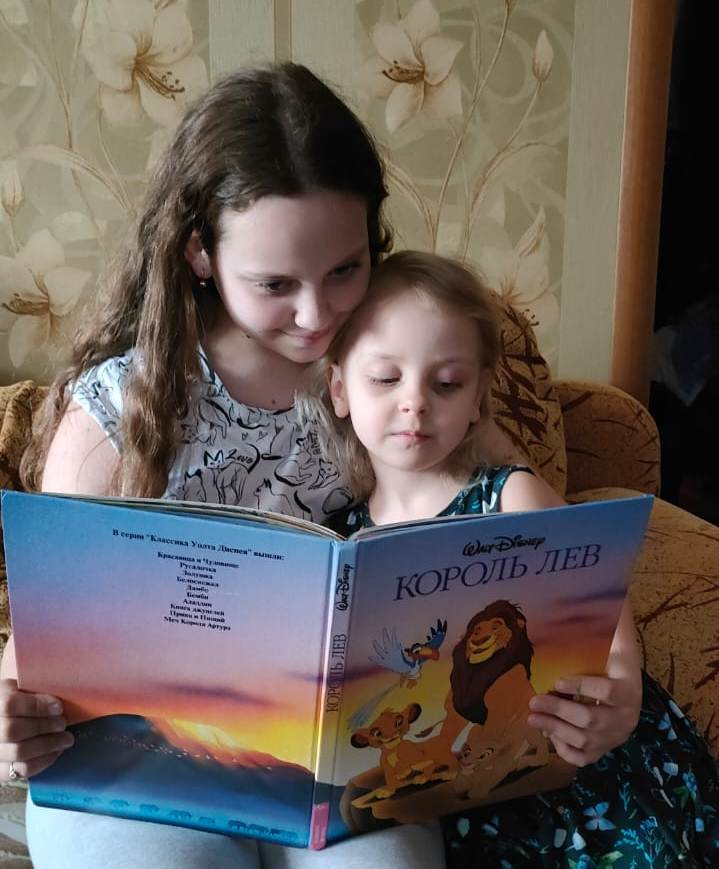 В серии "Классика Уолта Диснея" вышли:
Красавица и Чудовище
Русалочка
Золушка
Белоснежка
Дамбо
Бемби
Аладдин
Книга джунглей
Принц и Нищий
Меч Короля Артура
WALT DISNEY
КОРОЛЬ ЛЕВ
WALT DISNEY
КОРОЛЬ ЛЕВ
Love